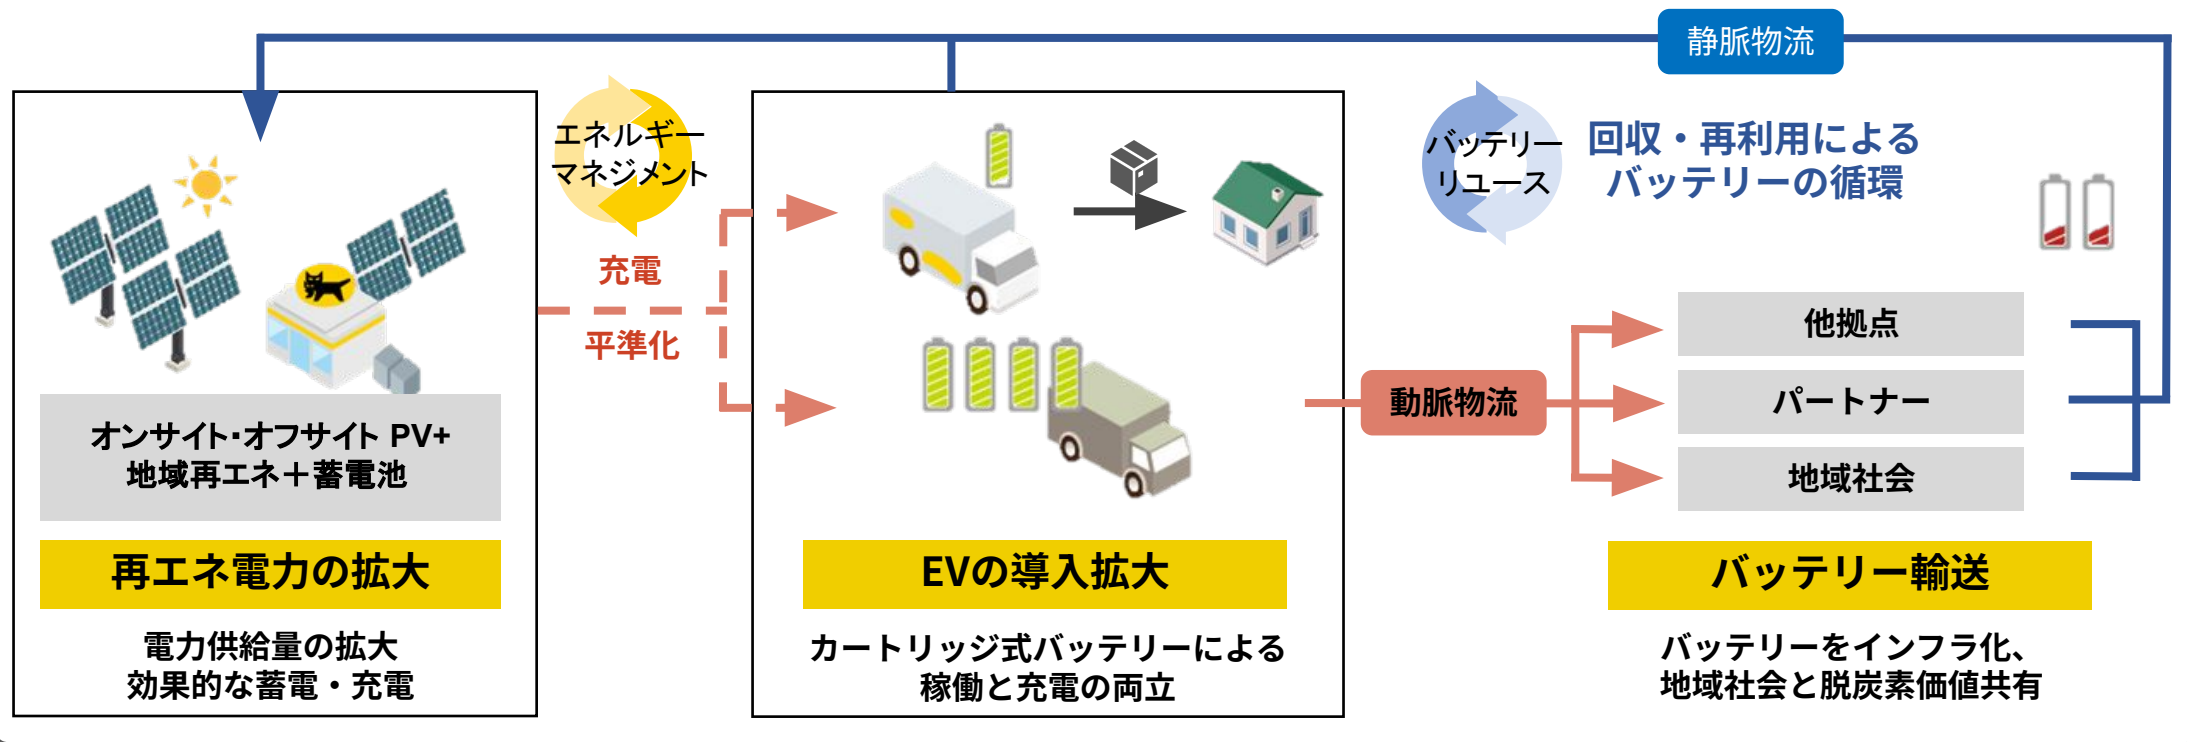 静脈物流
エネルギー
マネジメント
バッテリー
リユース
回収・再利用による
バッテリーの循環
充電
平準化
オンサイト・オフサイト PV+
地域再エネ＋蓄電池
再エネ電力の拡大
電力供給量の拡大
効果的な蓄電・充電
EVの導入拡大
カートリッジ式バッテリーによる
稼働と充電の両立
動脈物流
他拠点
パートナー
地域社会
バッテリー輸送
バッテリーをインフラ化、
地域社会と脱炭素価値共有